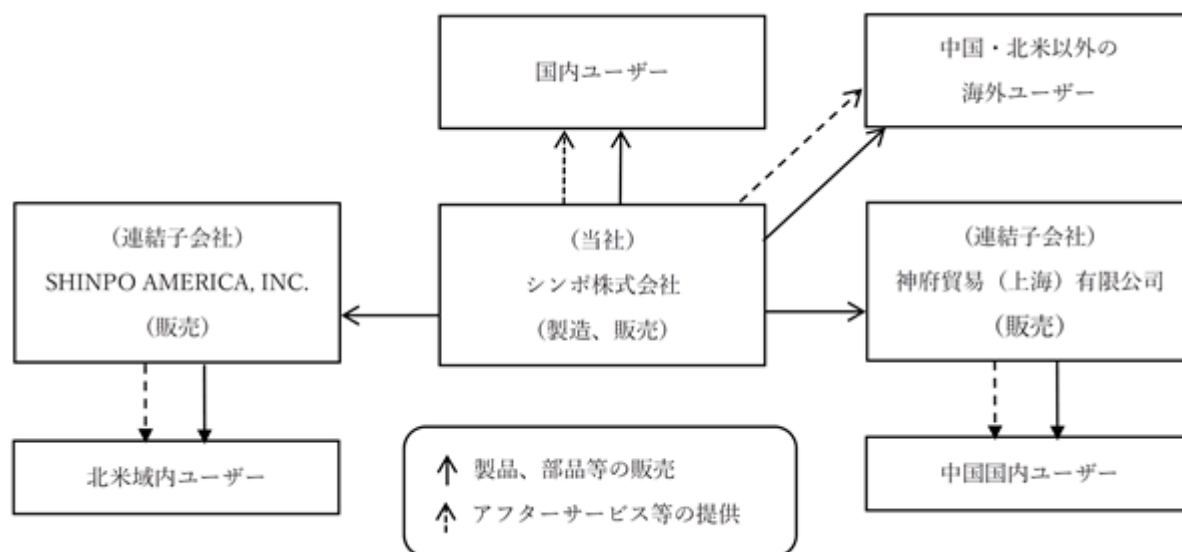 国内ユーザー
中国・北米以外の
海外ユーザー
（連結子会社）
SHINPO AMERICA, INC.
（販売）
（当社）
シンポ株式会社
（製造、販売）
（連結子会社）
神府貿易（上海）有限公司
（販売）
北米域内ユーザー
製品、部品等の販売
アフターサービス等の提供
中国国内ユーザー